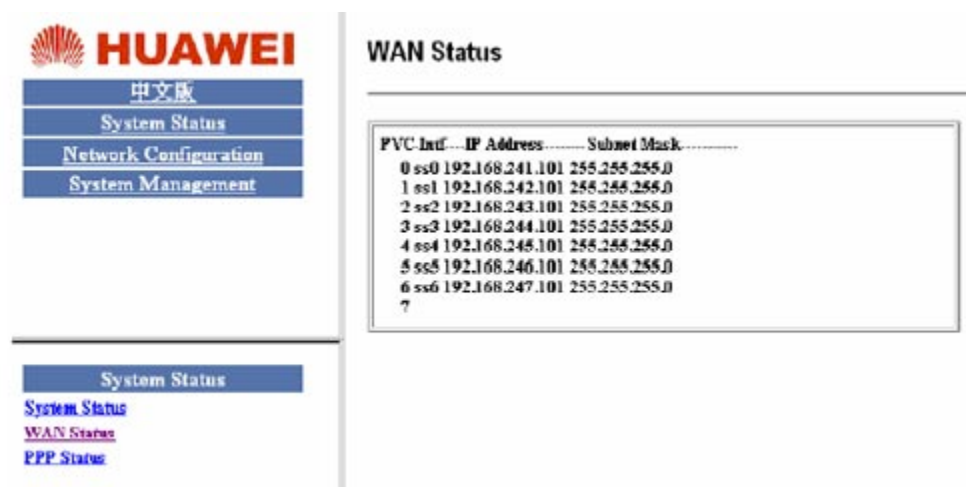 HUAWEI
中文版
System Status
Network Configuration
System Management
System Status
System Status
WAN Status
PPP Status
WAN Status
PVC-Intf----IP Address--------- Subnet Mask-------------
0 ss0 192.168.241.101 255.255.255.0
1 ss1 192.168.242.101 255.255.255.0
2 ss2 192.168.243.101 255.255.255.0
3 ss3 192.168.244.101 255.255.255.0
4 ss4 192.168.245.101 255.255.255.0
5 ss5 192.168.246.101 255.255.255.0
6 ss6 192.168.247.101 255.255.255.0
7